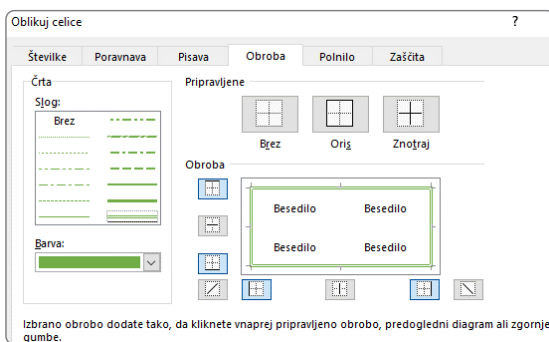 Oblikuj celice ?
Številke Poravnava Pisava Obroba Polnilo Zaščita
Črta
Slog:
Brez
Barva:
Pripravljene
Brez Oris Znotraj
Obroba
Besedilo Besedilo
Besedilo Besedilo
Izbrano obrobo dodate tako, da kliknete vnaprej pripravljeno obrobo, predogledni diagram ali zgornje
gumbe.